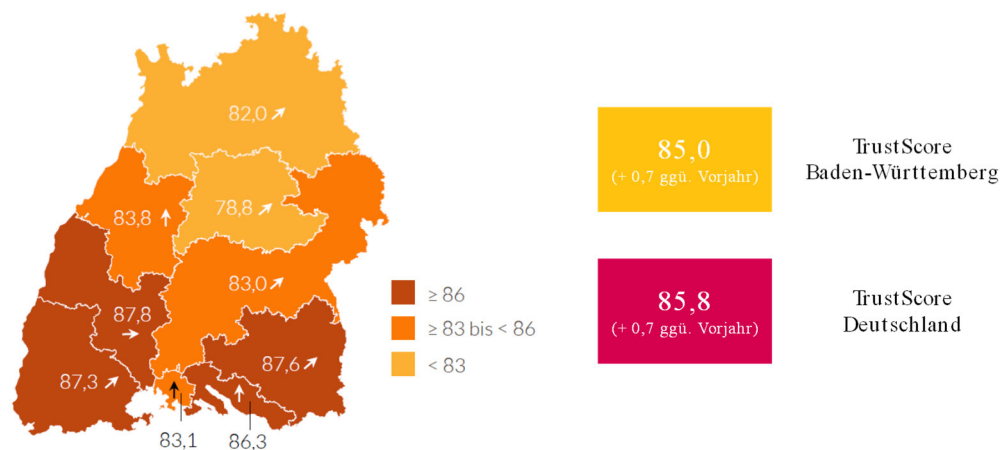 82,0
83,8
78,8
83,0
87,8
87,3
87,6
83,1
86,3
≥ 86
≥ 83 bis < 86
< 83
85,0
(+ 0,7 ggü. Vorjahr)
TrustScore
Baden-Württemberg
85,8
(+ 0,7 ggü. Vorjahr)
TrustScore
Deutschland